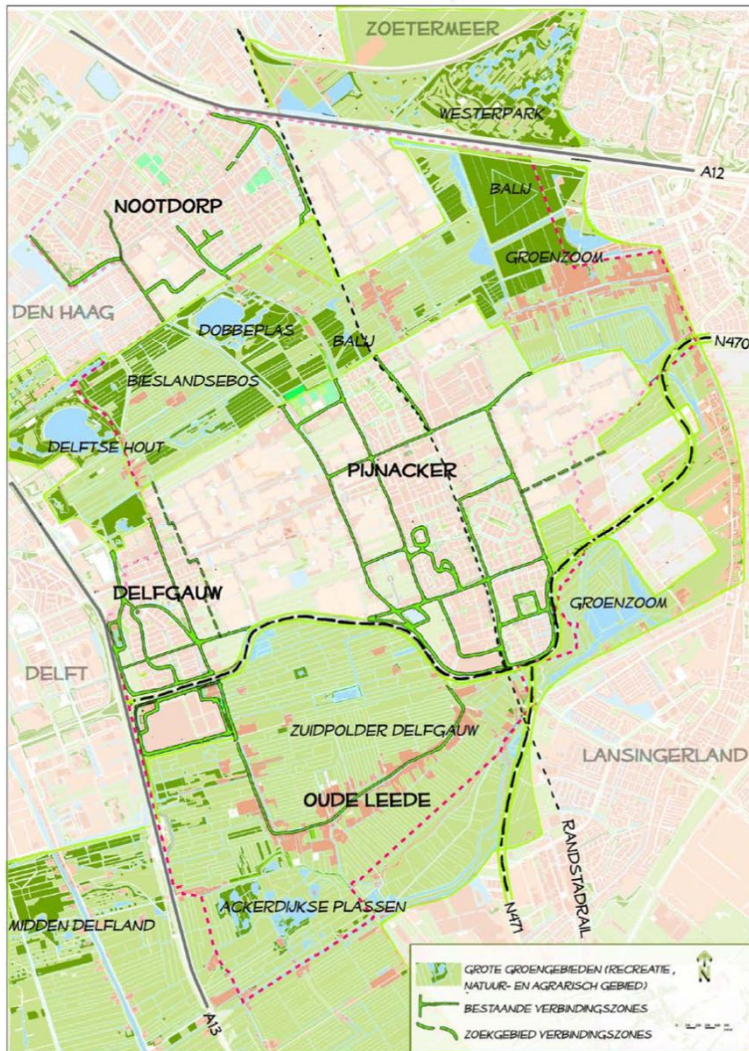 ZOETERMEER
WESTERPARK
A12
NOOTDORP
BALIJ
GROENZOOM
DEN HAAG
DOBBEPLAS
BALIJ
N470
BIESLANDSEBOS
DELFTSE HOUT
PIJNACKER
DELFGAUW
GROENZOOM
DELFT
ZUIDPOLDER DELFGAUW
LANSINGERLAND
OUDE LEEDE
RANDSTADRAIL
ACKERDIJKSE PLASSEN
MIDDEN DELFLAND
N471
A13
GROTE GROENGEBIEDEN (RECREATIE,
NATUUR- EN AGRARISCH GEBIED)
BESTAANDE VERBINDINGSZONES
ZOEKGEBIED VERBINDINGSZONES
N